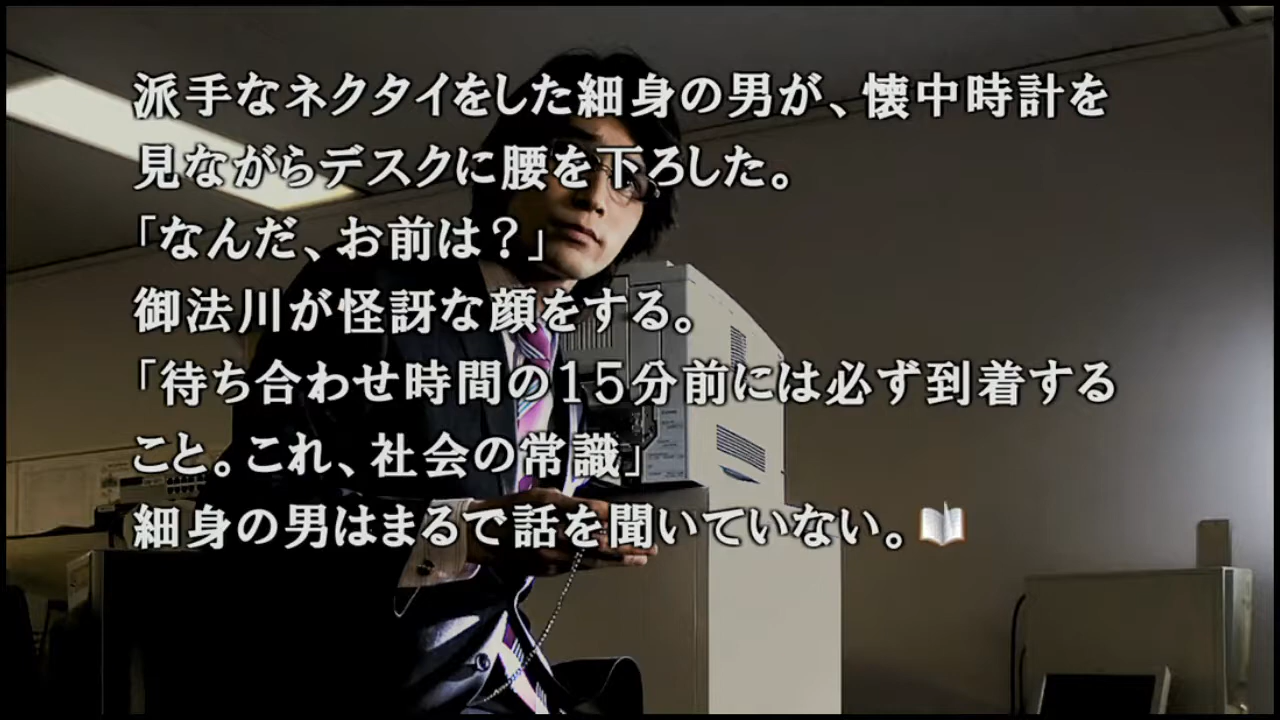 派手なネクタイをした細身の男が、懐中時計を
見ながらデスクに腰を下ろした。
「なんだ、お前は？」
御法川が怪訝な顔をする。
「待ち合わせ時間の１５分前には必ず到着する
こと。これ、社会の常識」
細身の男はまるで話を聞いていない。